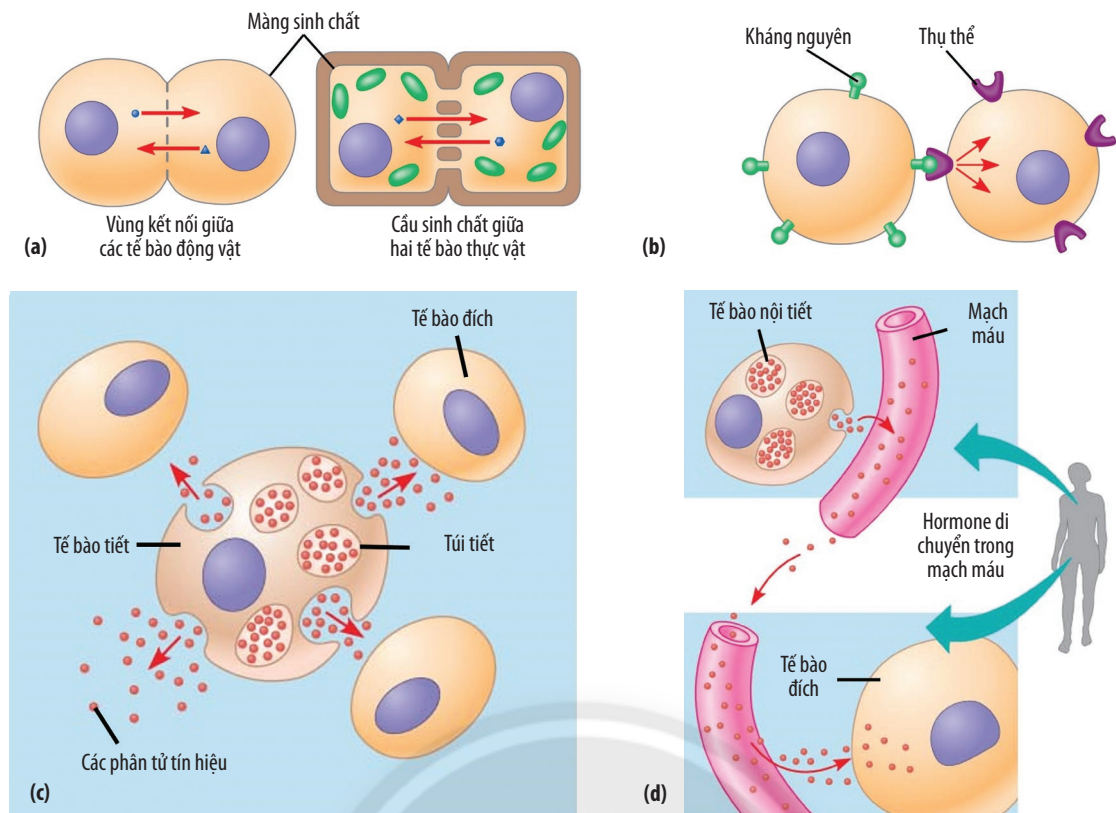 Màng sinh chất
Vùng kết nối giữa
các tế bào động vật
Cầu sinh chất giữa
hai tế bào thực vật
(a)
Kháng nguyên
Thụ thể
(b)
Tế bào đích
Tế bào tiết
Túi tiết
Các phân tử tín hiệu
(c)
Tế bào nội tiết
Mạch
máu
Hormone di
chuyển trong
mạch máu
Tế bào
đích
(d)